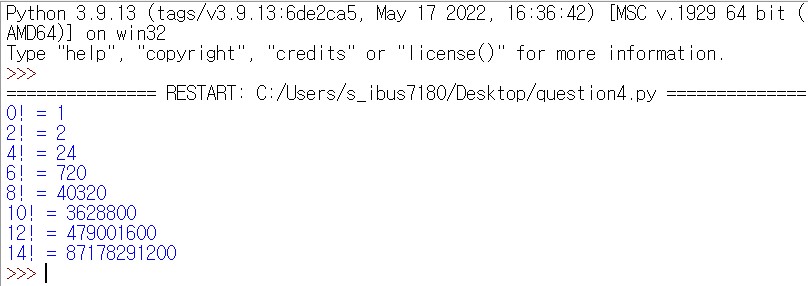 Python 3.9.13 (tags/v3.9.13:6de2ca5, May 17 2022, 16:36:42) [MSC v.1929 64 bit (
AMD64)] on win32
Type "help", "copyright", "credits" or "license()" for more information.
>>>
=============== RESTART: C:/Users/s_ibus7180/Desktop/question4.py ==============
0! = 1
2! = 2
4! = 24
6! = 720
8! = 40320
10! = 3628800
12! = 479001600
14! = 87178291200
>>>